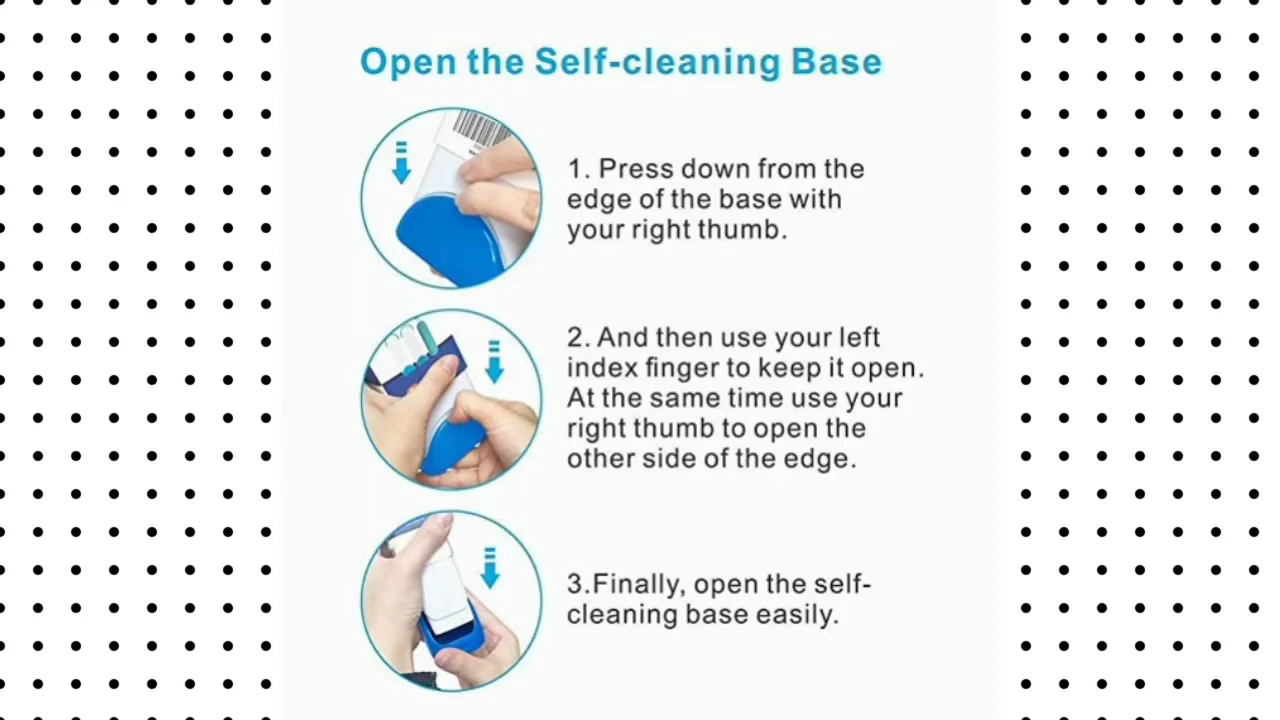 Open the Self-cleaning Base
1. Press down from the
edge of the base with
your right thumb.
2. And then use your left
index finger to keep it open.
At the same time use your
right thumb to open the
other side of the edge.
3.Finally, open the self-
cleaning base easily.